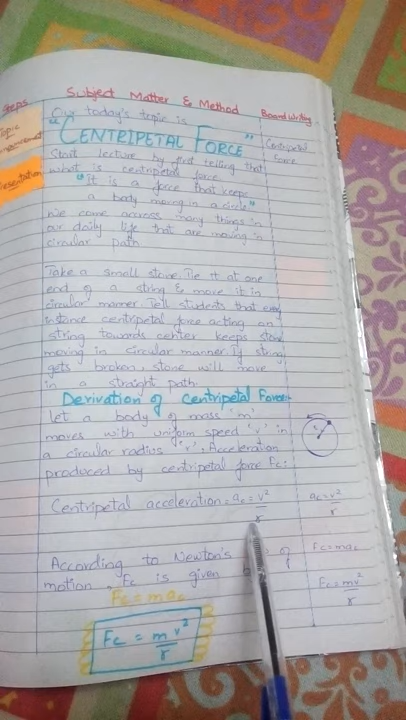 Steps
Subject Matter & Method
Board Writing
Topic
Presentation
Our today's topic is
"CENTRIPETAL FORCE"
Start lecture by first telling that
what is centripetal force
"It is a force that keeps
a body moving in a circle"
We come across many things in
our daily life that are moving in
circular path.
Centripetal
Force
Take a small stone. Tie it at one
end of a string & move it in
circular manner. Tell students that every
instance centripetal force acting on
string towards center keeps stone
moving in circular manner. If string
gets broken, stone will move
in a straight path.
Derivation of Centripetal Force:-
Let a body of mass 'm'
moves with uniform speed 'v' in
a circular radius 'r'. Acceleration
produced by centripetal force Fc:
Centripetal acceleration = ac = v²/r
ac = v²/r
According to Newton's of
motion, Fc is given
Fc = mac
Fc = mv²/r
Fc = mac
Fc = mv²/r